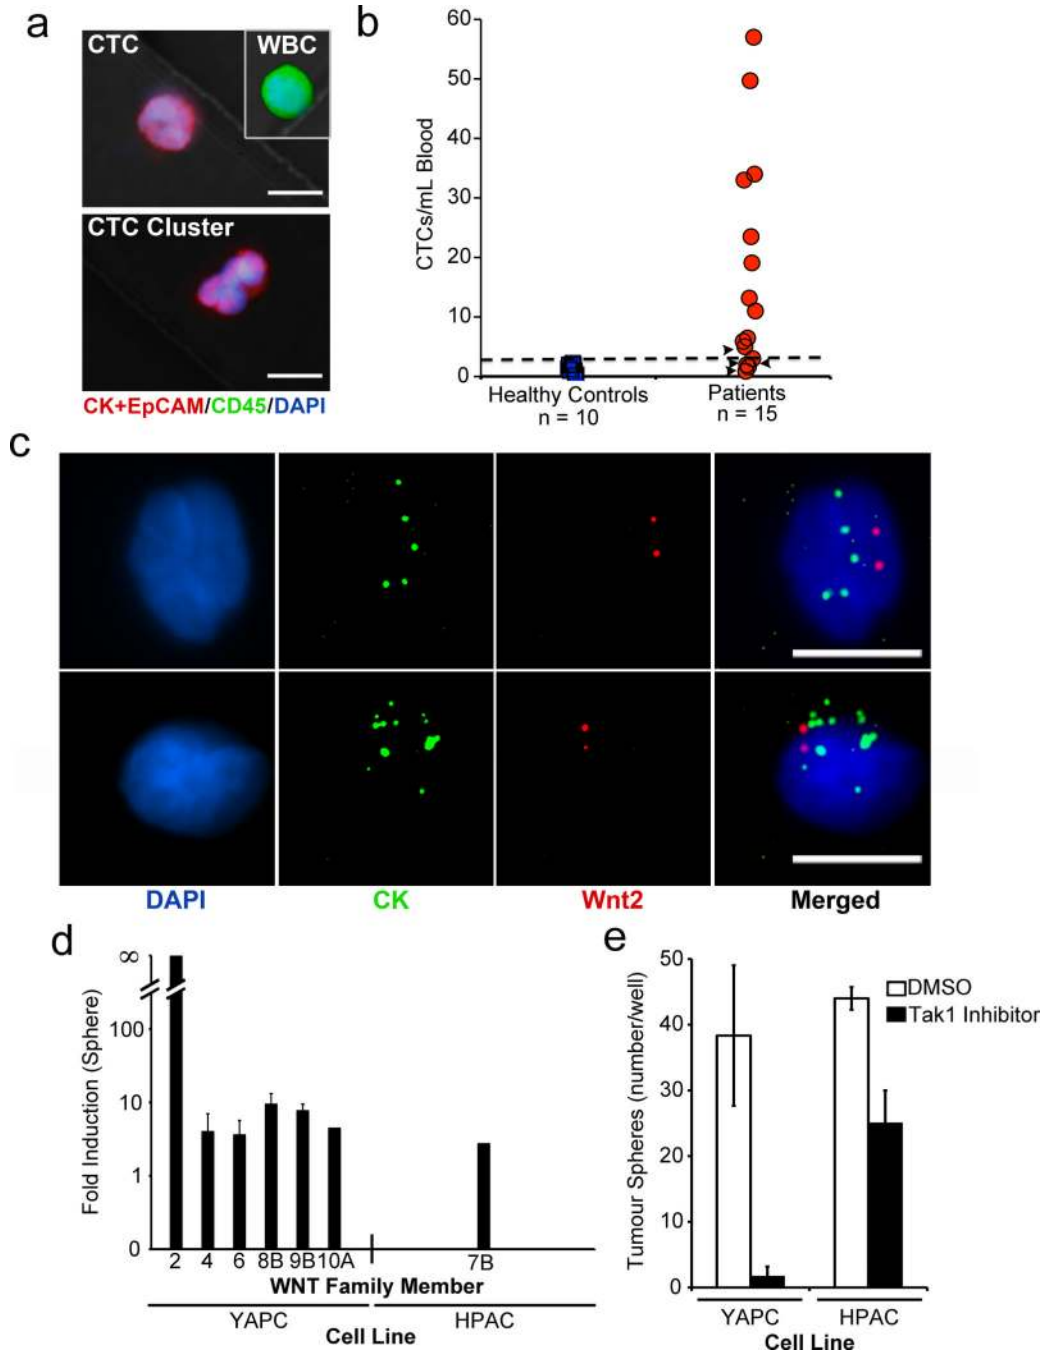 a
CTC
WBC
CTC Cluster
CK+EpCAM/CD45/DAPI
b
CTCs/mL Blood
60
50
40
30
20
10
0
Healthy Controls
n = 10
Patients
n = 15
c
DAPI
CK
Wnt2
Merged
d
Fold Induction (Sphere)
∞
100
10
1
0
2 4 6 8B 9B 10A 7B
WNT Family Member
YAPC HPAC
Cell Line
e
Tumour Spheres (number/well)
50
40
30
20
10
0
DMSO
Tak1 Inhibitor
YAPC HPAC
Cell Line